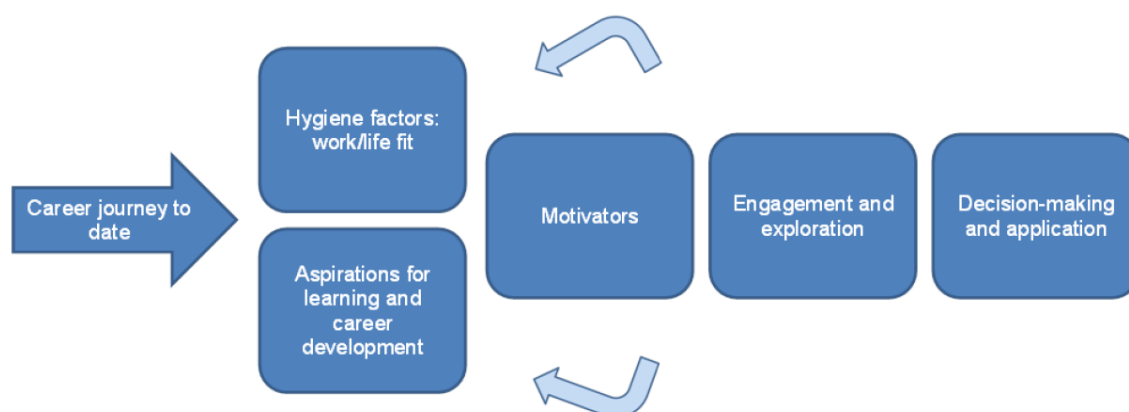 Career journey to
date
Hygiene factors:
work/life fit
Aspirations for
learning and
career
development
Motivators
Engagement and
exploration
Decision-making
and application